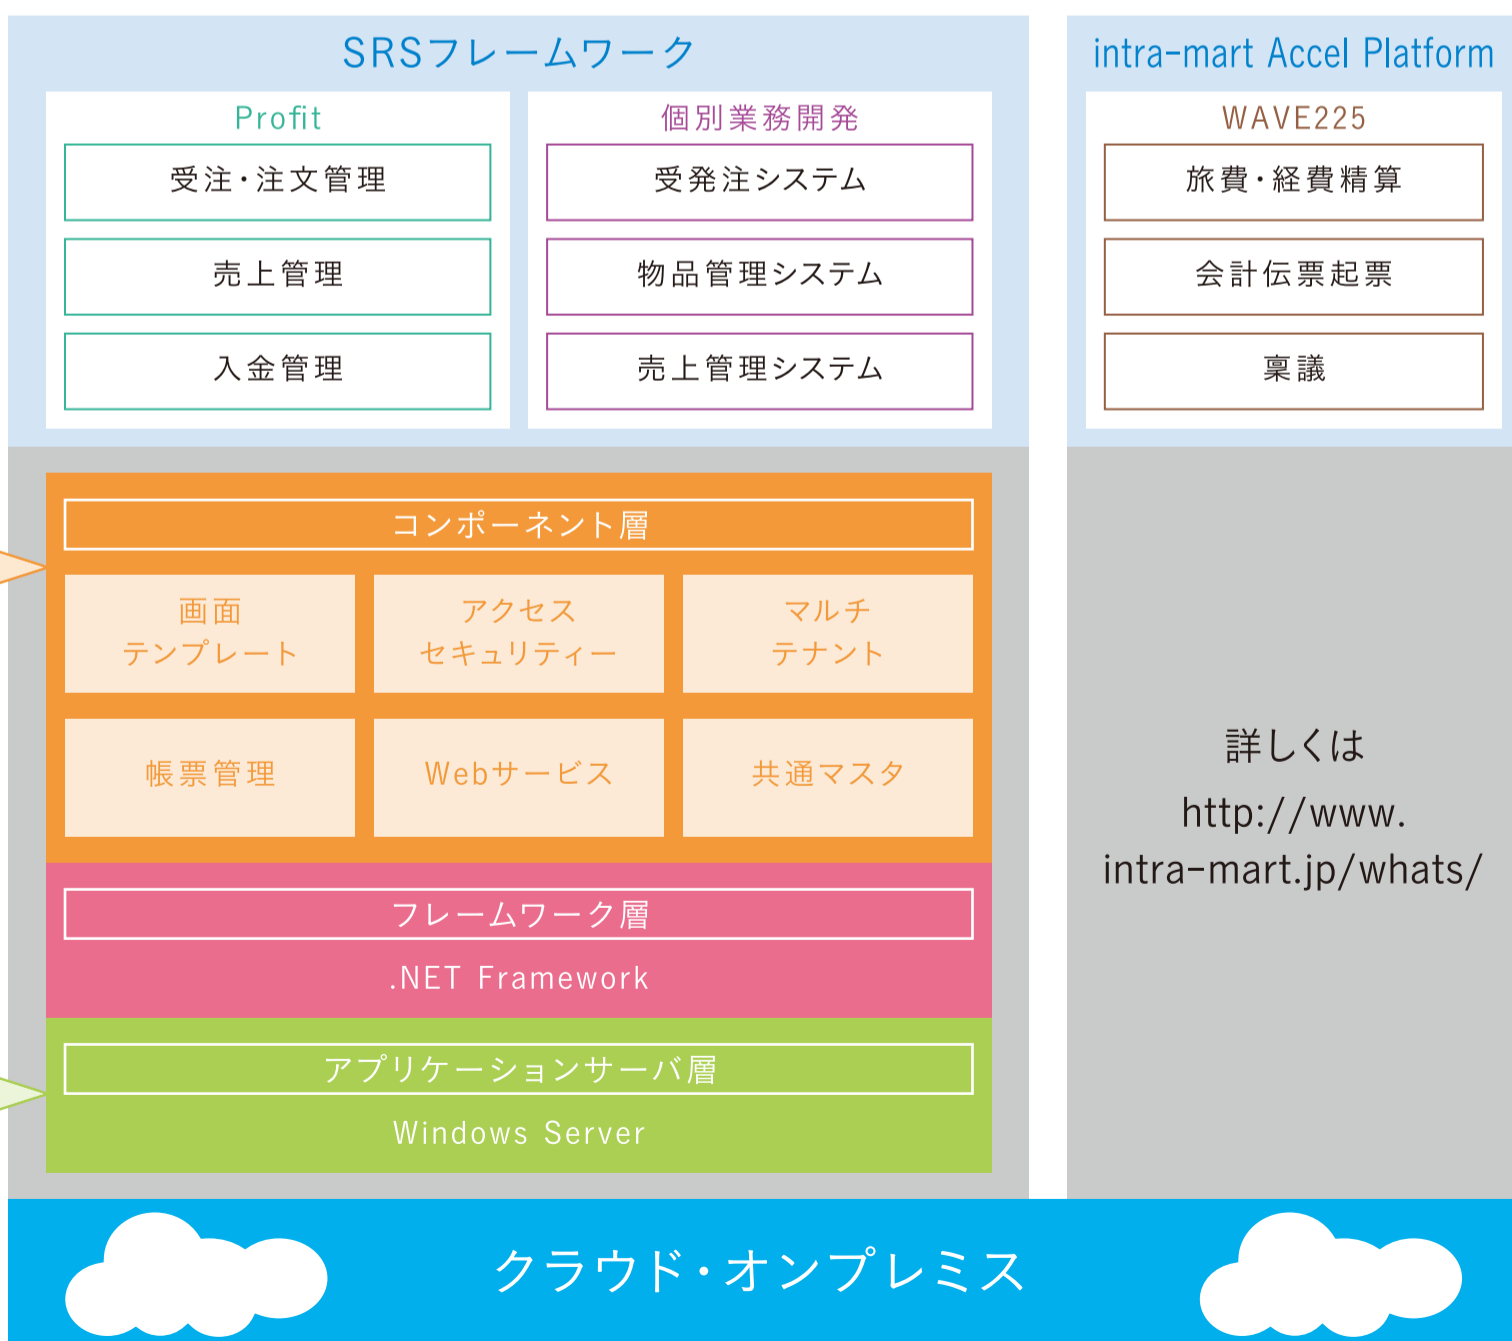 SRSフレームワーク
Profit
受注・注文管理
売上管理
入金管理
個別業務開発
受発注システム
物品管理システム
売上管理システム
コンポーネント層
画面
テンプレート
アクセス
セキュリティー
マルチ
テナント
帳票管理
Webサービス
共通マスタ
フレームワーク層
.NET Framework
アプリケーションサーバ層
Windows Server
intra-mart Accel Platform
WAVE225
旅費・経費精算
会計伝票起票
稟議
詳しくは
http://www.
intra-mart.jp/whats/
クラウド・オンプレミス